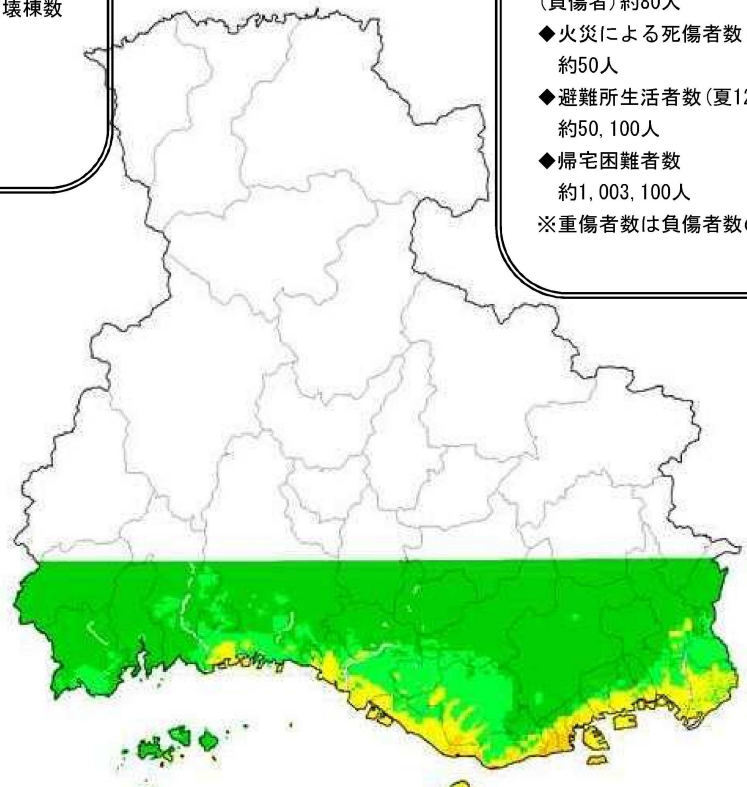 壊棟数
(負傷者)約80人
◆火災による死傷者数
約50人
◆避難所生活者数(夏12
約50,100人
◆帰宅困難者数
約1,003,100人
※重傷者数は負傷者数の